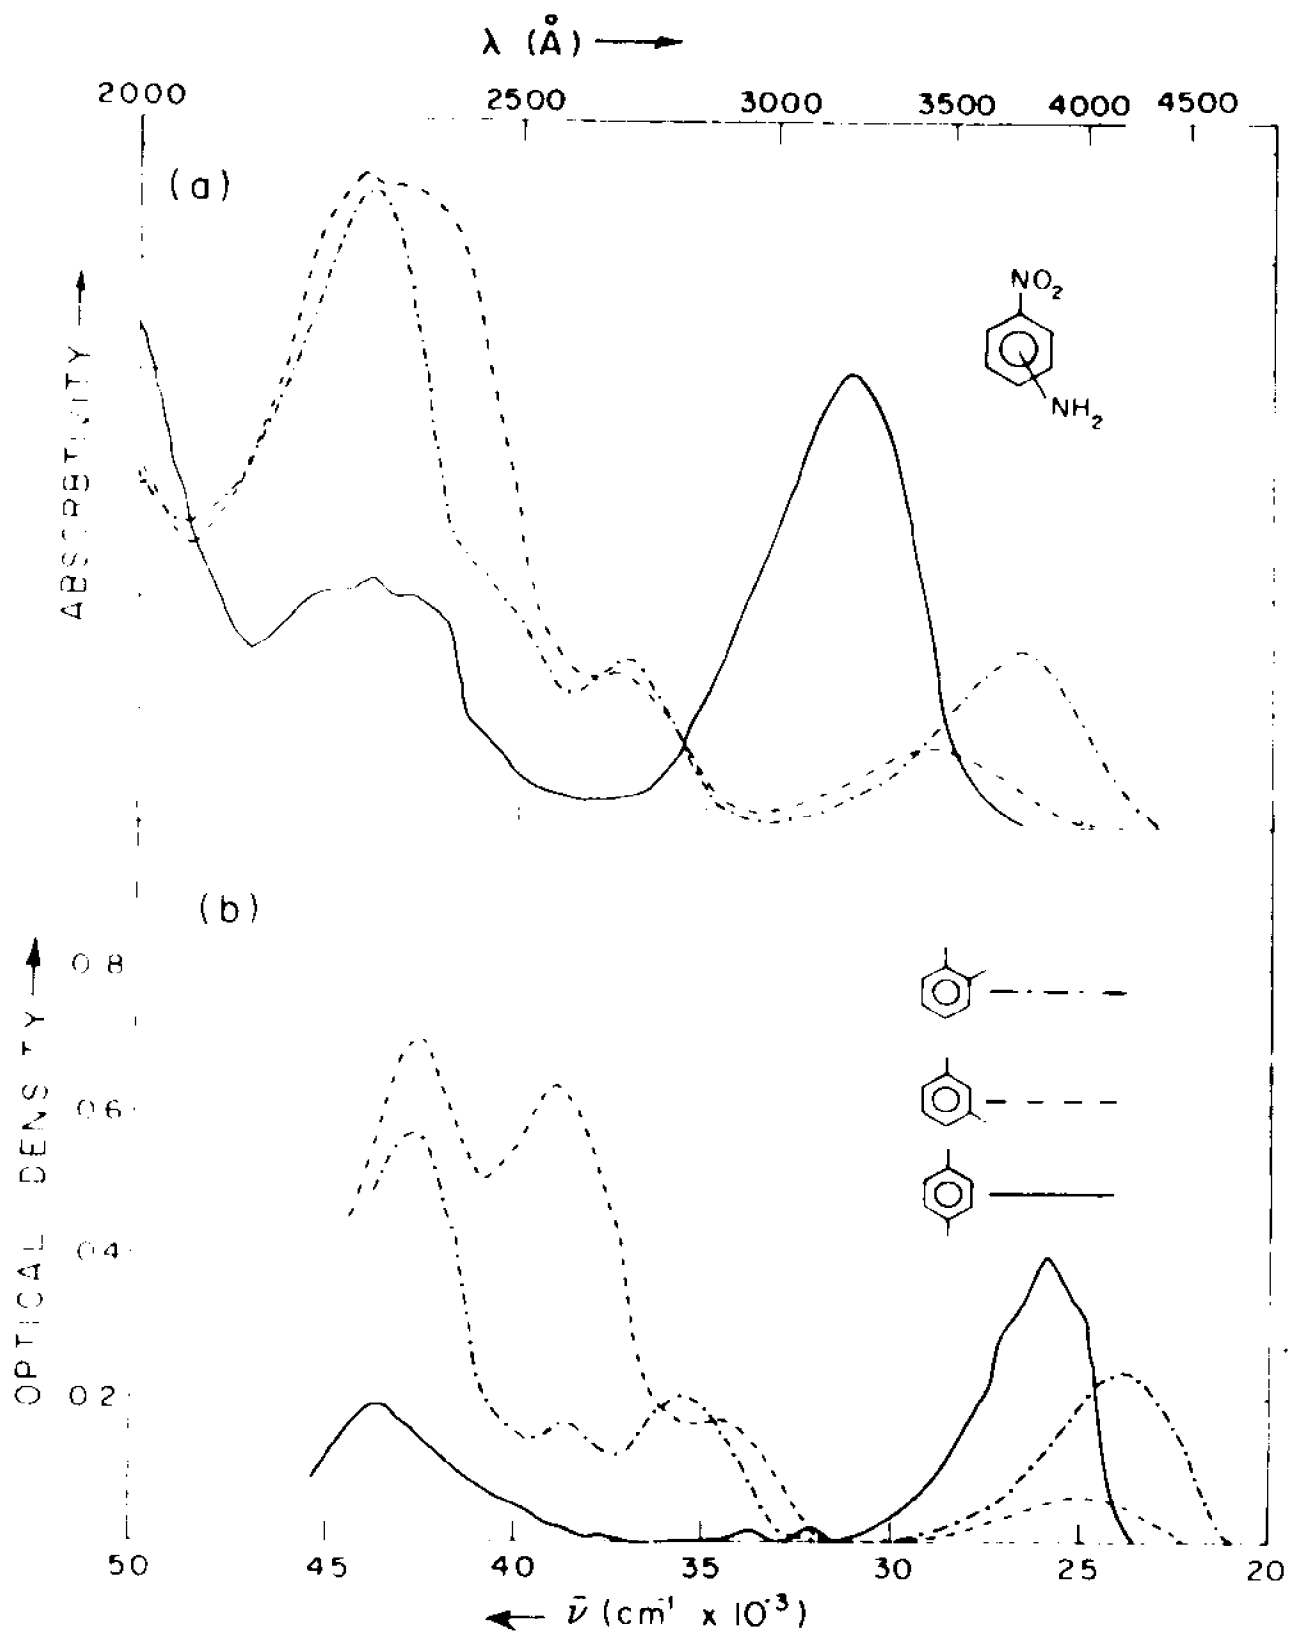 λ (Å) →
2000 2500 3000 3500 4000 4500
(a)
NO2
NH2
ABSORBTIVITY →
(b)
OPTICAL DENSITY →
0 8
0 6
0 4
0 2
50 45 40 35 30 25 20
← ν̄ (cm-1 x 10-3)